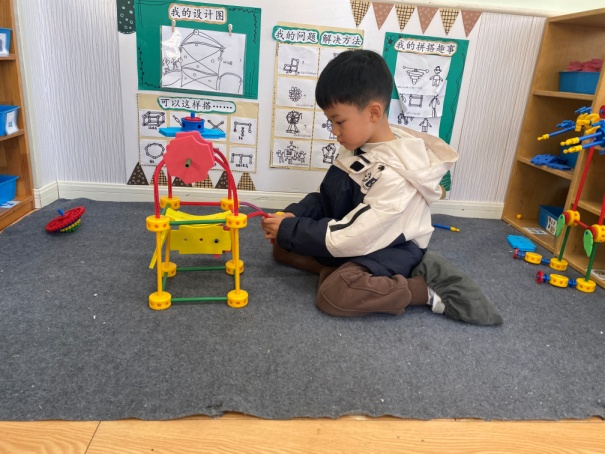 我的设计图
我的问题
解决方法
我的拼搭趣事
可以这样搭……